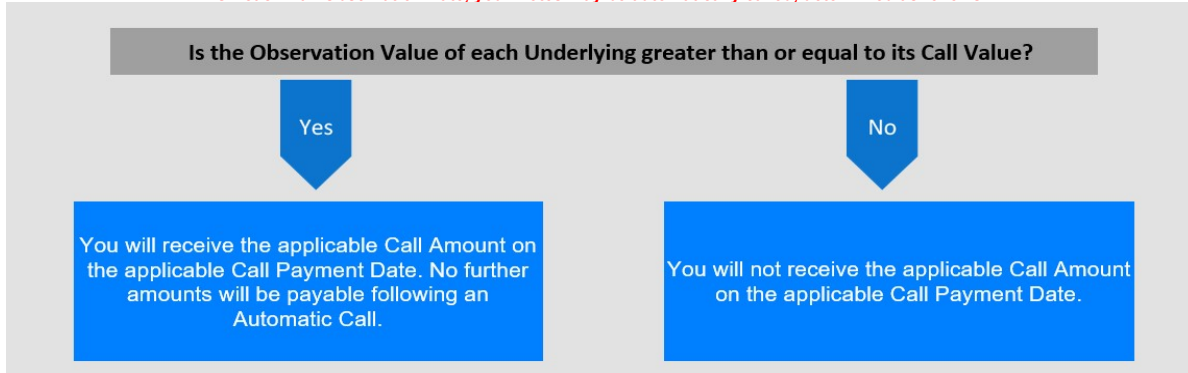 Is the Observation Value of each Underlying greater than or equal to its Call Value?
Yes
No
You will receive the applicable Call Amount on
the applicable Call Payment Date. No further
amounts will be payable following an
Automatic Call.
You will not receive the applicable Call Amount
on the applicable Call Payment Date.